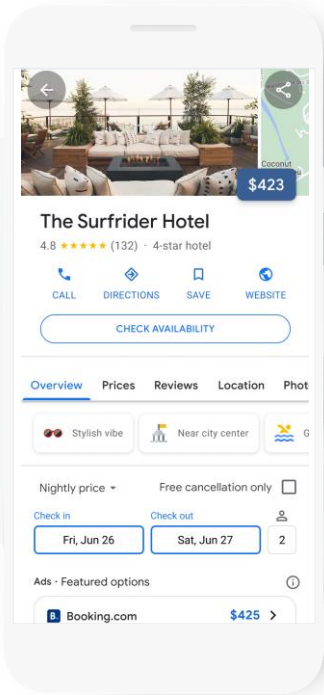 Coconut
$423
The Surfrider Hotel
4.8 ★★★★★ (132) · 4-star hotel
CALL DIRECTIONS SAVE WEBSITE
CHECK AVAILABILITY
Overview Prices Reviews Location Phot
Stylish vibe Near city center G
Nightly price Free cancellation only
Check in Check out
Fri, Jun 26 Sat, Jun 27 2
Ads · Featured options
B. Booking.com $425